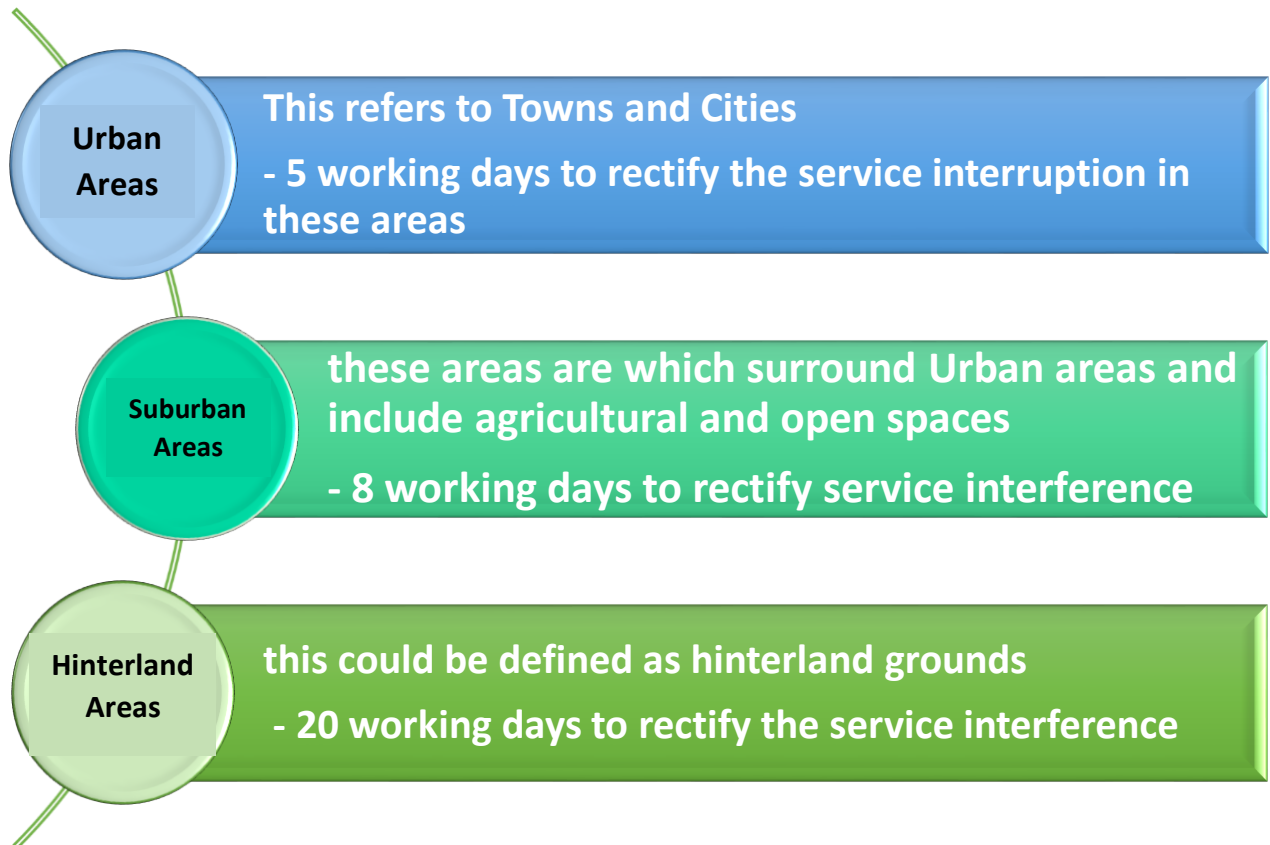 Urban
Areas
This refers to Towns and Cities
- 5 working days to rectify the service interruption in
these areas
Suburban
Areas
these areas are which surround Urban areas and
include agricultural and open spaces
- 8 working days to rectify service interference
Hinterland
Areas
this could be defined as hinterland grounds
- 20 working days to rectify the service interference